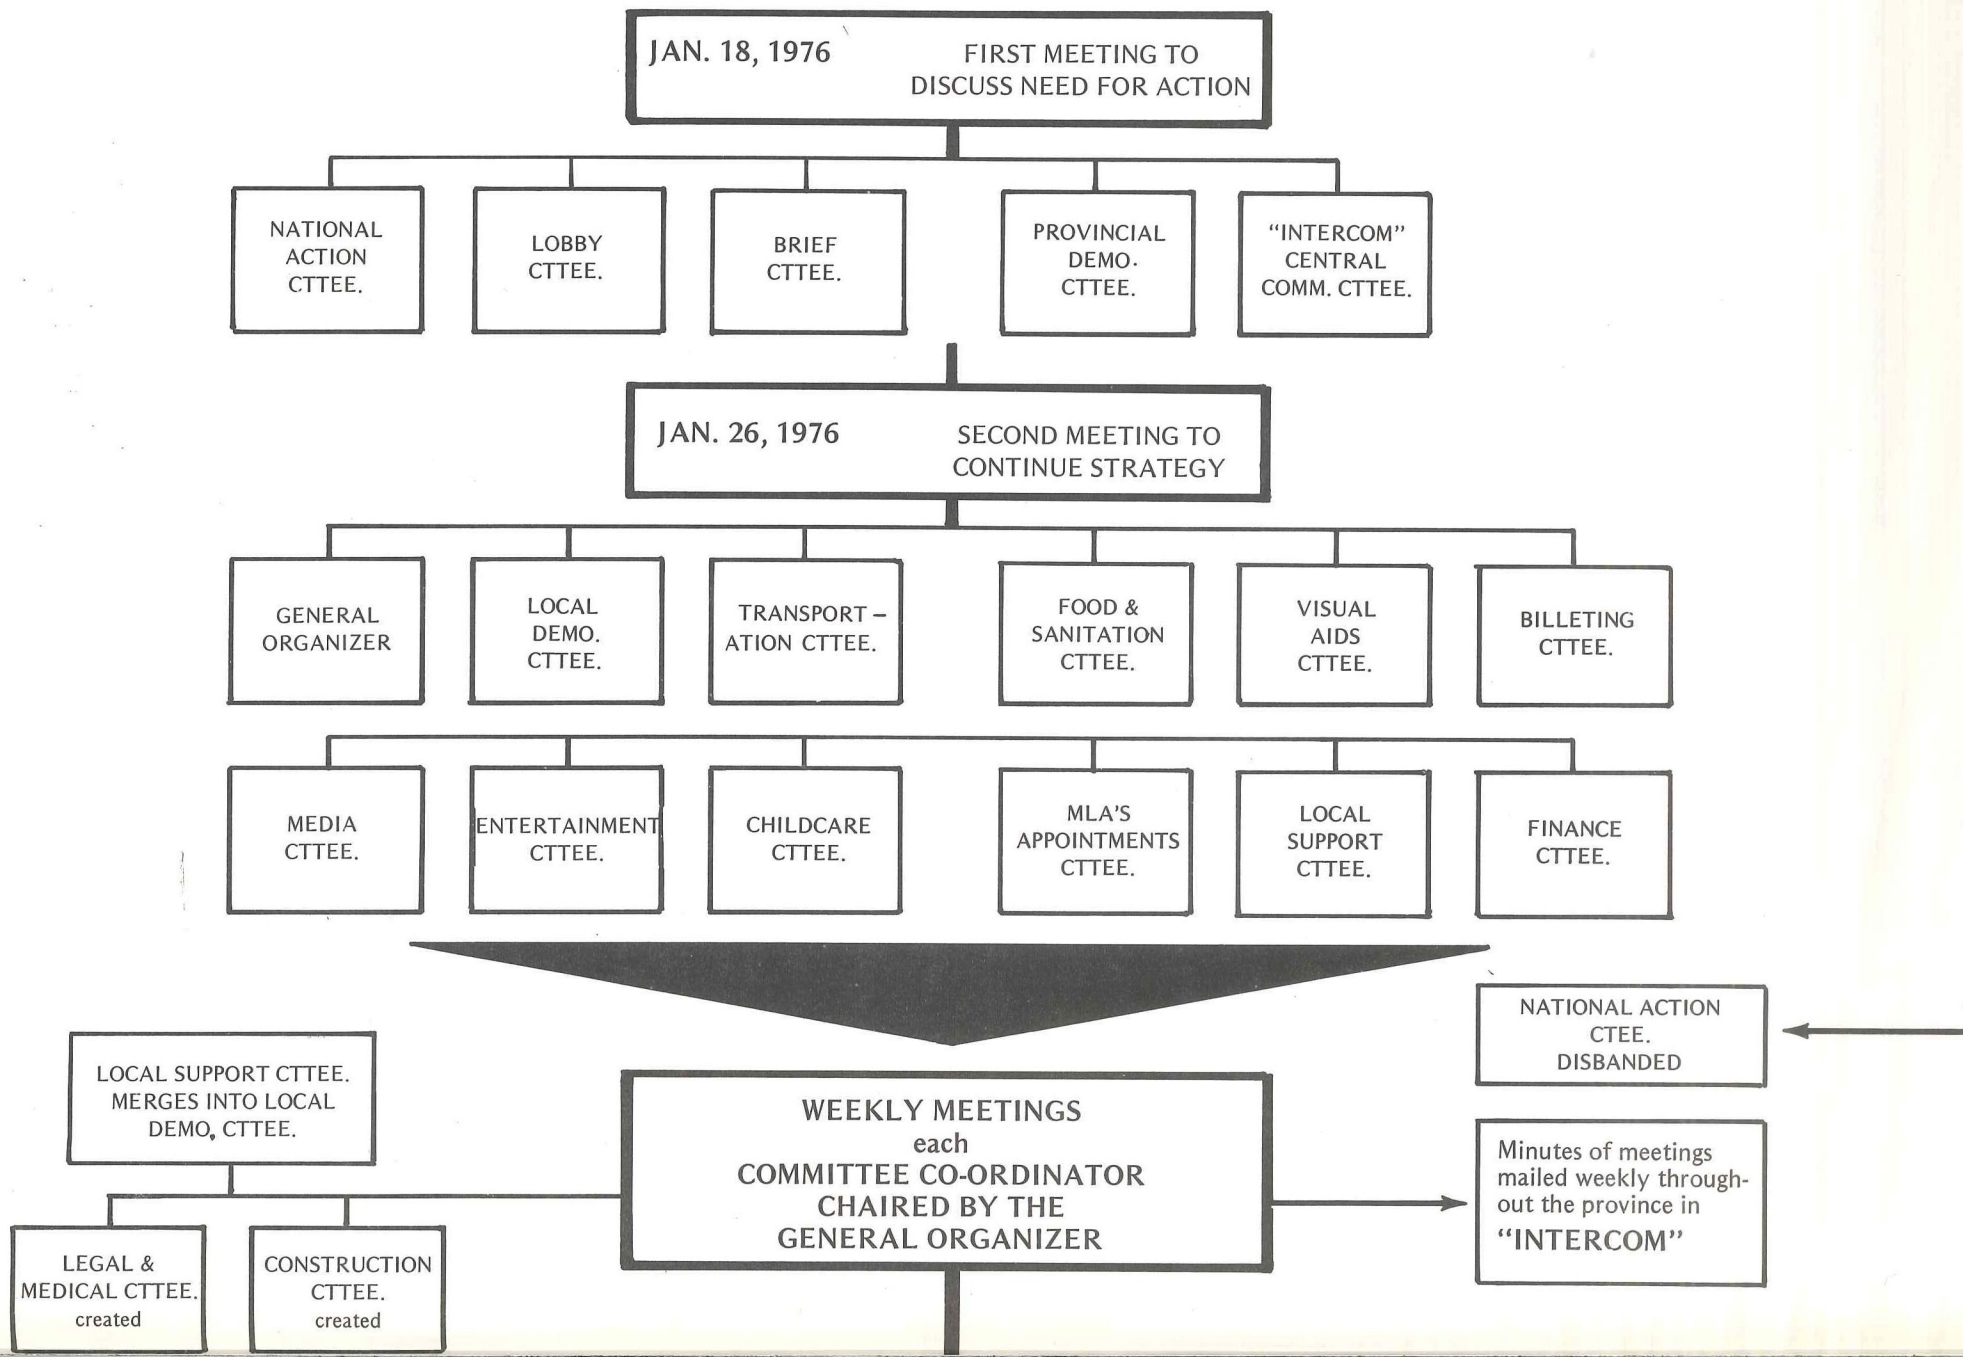 JAN. 18, 1976 FIRST MEETING TO
DISCUSS NEED FOR ACTION
NATIONAL
ACTION
CTTEE.
LOBBY
CTTEE.
BRIEF
CTTEE.
PROVINCIAL
DEMO.
CTTEE.
“INTERCOM”
CENTRAL
COMM. CTTEE.
JAN. 26, 1976 SECOND MEETING TO
CONTINUE STRATEGY
GENERAL
ORGANIZER
LOCAL
DEMO.
CTTEE.
TRANSPORT –
ATION CTTEE.
FOOD &
SANITATION
CTTEE.
VISUAL
AIDS
CTTEE.
BILLETING
CTTEE.
MEDIA
CTTEE.
ENTERTAINMENT
CTTEE.
CHILDCARE
CTTEE.
MLA'S
APPOINTMENTS
CTTEE.
LOCAL
SUPPORT
CTTEE.
FINANCE
CTTEE.
LOCAL SUPPORT CTTEE.
MERGES INTO LOCAL
DEMO, CTTEE.
LEGAL &
MEDICAL CTTEE.
created
CONSTRUCTION
CTTEE.
created
WEEKLY MEETINGS
each
COMMITTEE CO-ORDINATOR
CHAIRED BY THE
GENERAL ORGANIZER
NATIONAL ACTION
CTEE.
DISBANDED
Minutes of meetings
mailed weekly through-
out the province in
“INTERCOM”